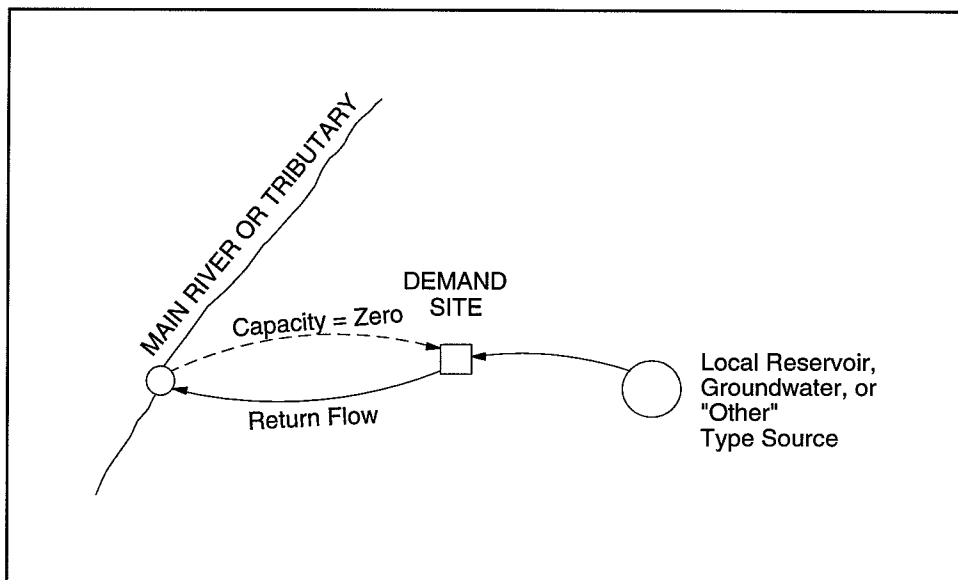 MAIN RIVER OR TRIBUTARY
DEMAND
SITE
Capacity = Zero
Return Flow
Local Reservoir,
Groundwater, or
"Other"
Type Source